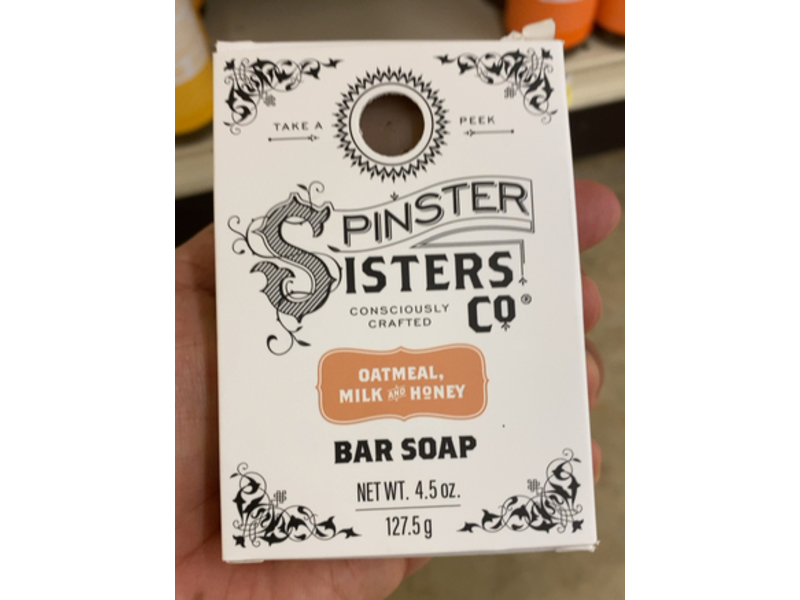 TAKE A PEEK
SPINSTER
SISTERS
CO®
CONSCIOUSLY
CRAFTED
OATMEAL,
MILK AND HONEY
BAR SOAP
NET WT. 4.5 oz.
127.5 g